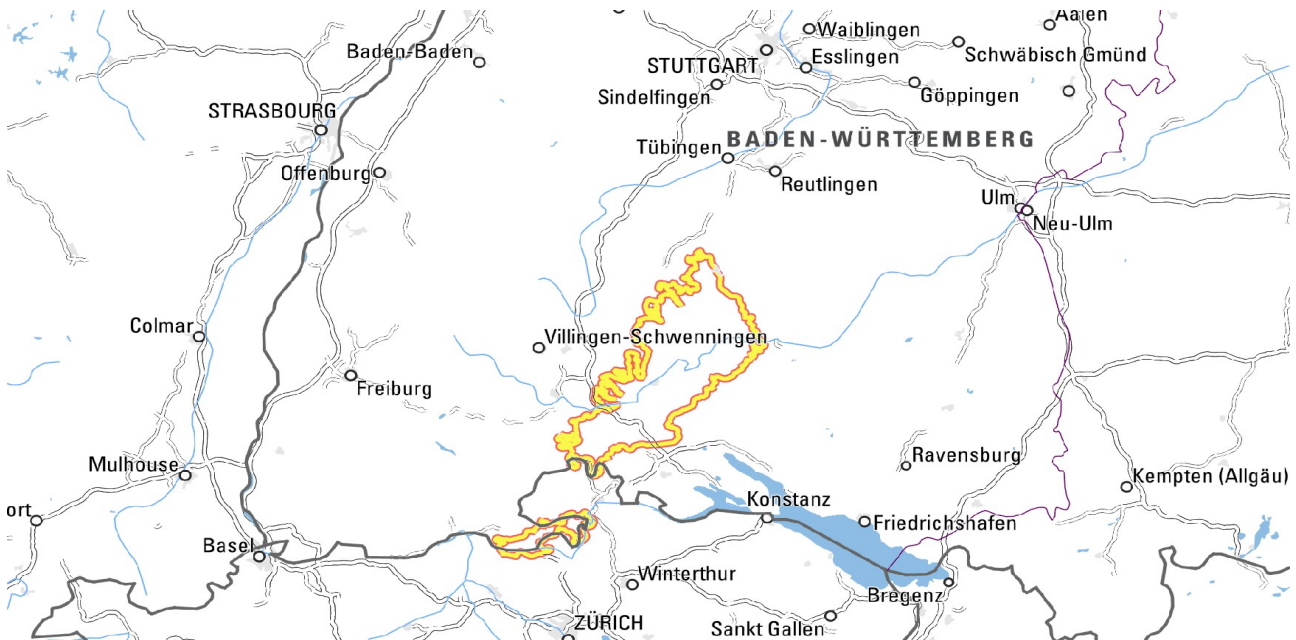 Aalen
Waiblingen
Baden-Baden
Schwäbisch Gmünd
STUTTGART
Esslingen
Sindelfingen
Göppingen
STRASBOURG
BADEN-WÜRTTEMBERG
Tübingen
Offenburg
Reutlingen
Ulm
Neu-Ulm
Colmar
Villingen-Schwenningen
Freiburg
Ravensburg
Mulhouse
Kempten (Allgäu)
Konstanz
ort
Friedrichshafen
Basel
Winterthur
Bregenz
ZÜRICH
Sankt Gallen